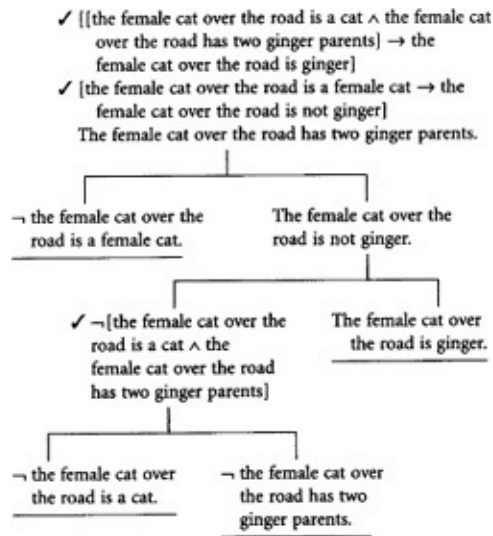 ✓ [[the female cat over the road is a cat ∧ the female cat
over the road has two ginger parents] → the
female cat over the road is ginger]
✓ [the female cat over the road is a female cat → the
female cat over the road is not ginger]
The female cat over the road has two ginger parents.
¬ the female cat over the
road is a female cat.
The female cat over the
road is not ginger.
✓ ¬[the female cat over the
road is a cat ∧ the
female cat over the road
has two ginger parents]
The female cat over
the road is ginger.
¬ the female cat over
the road is a cat.
¬ the female cat over
the road has two
ginger parents.